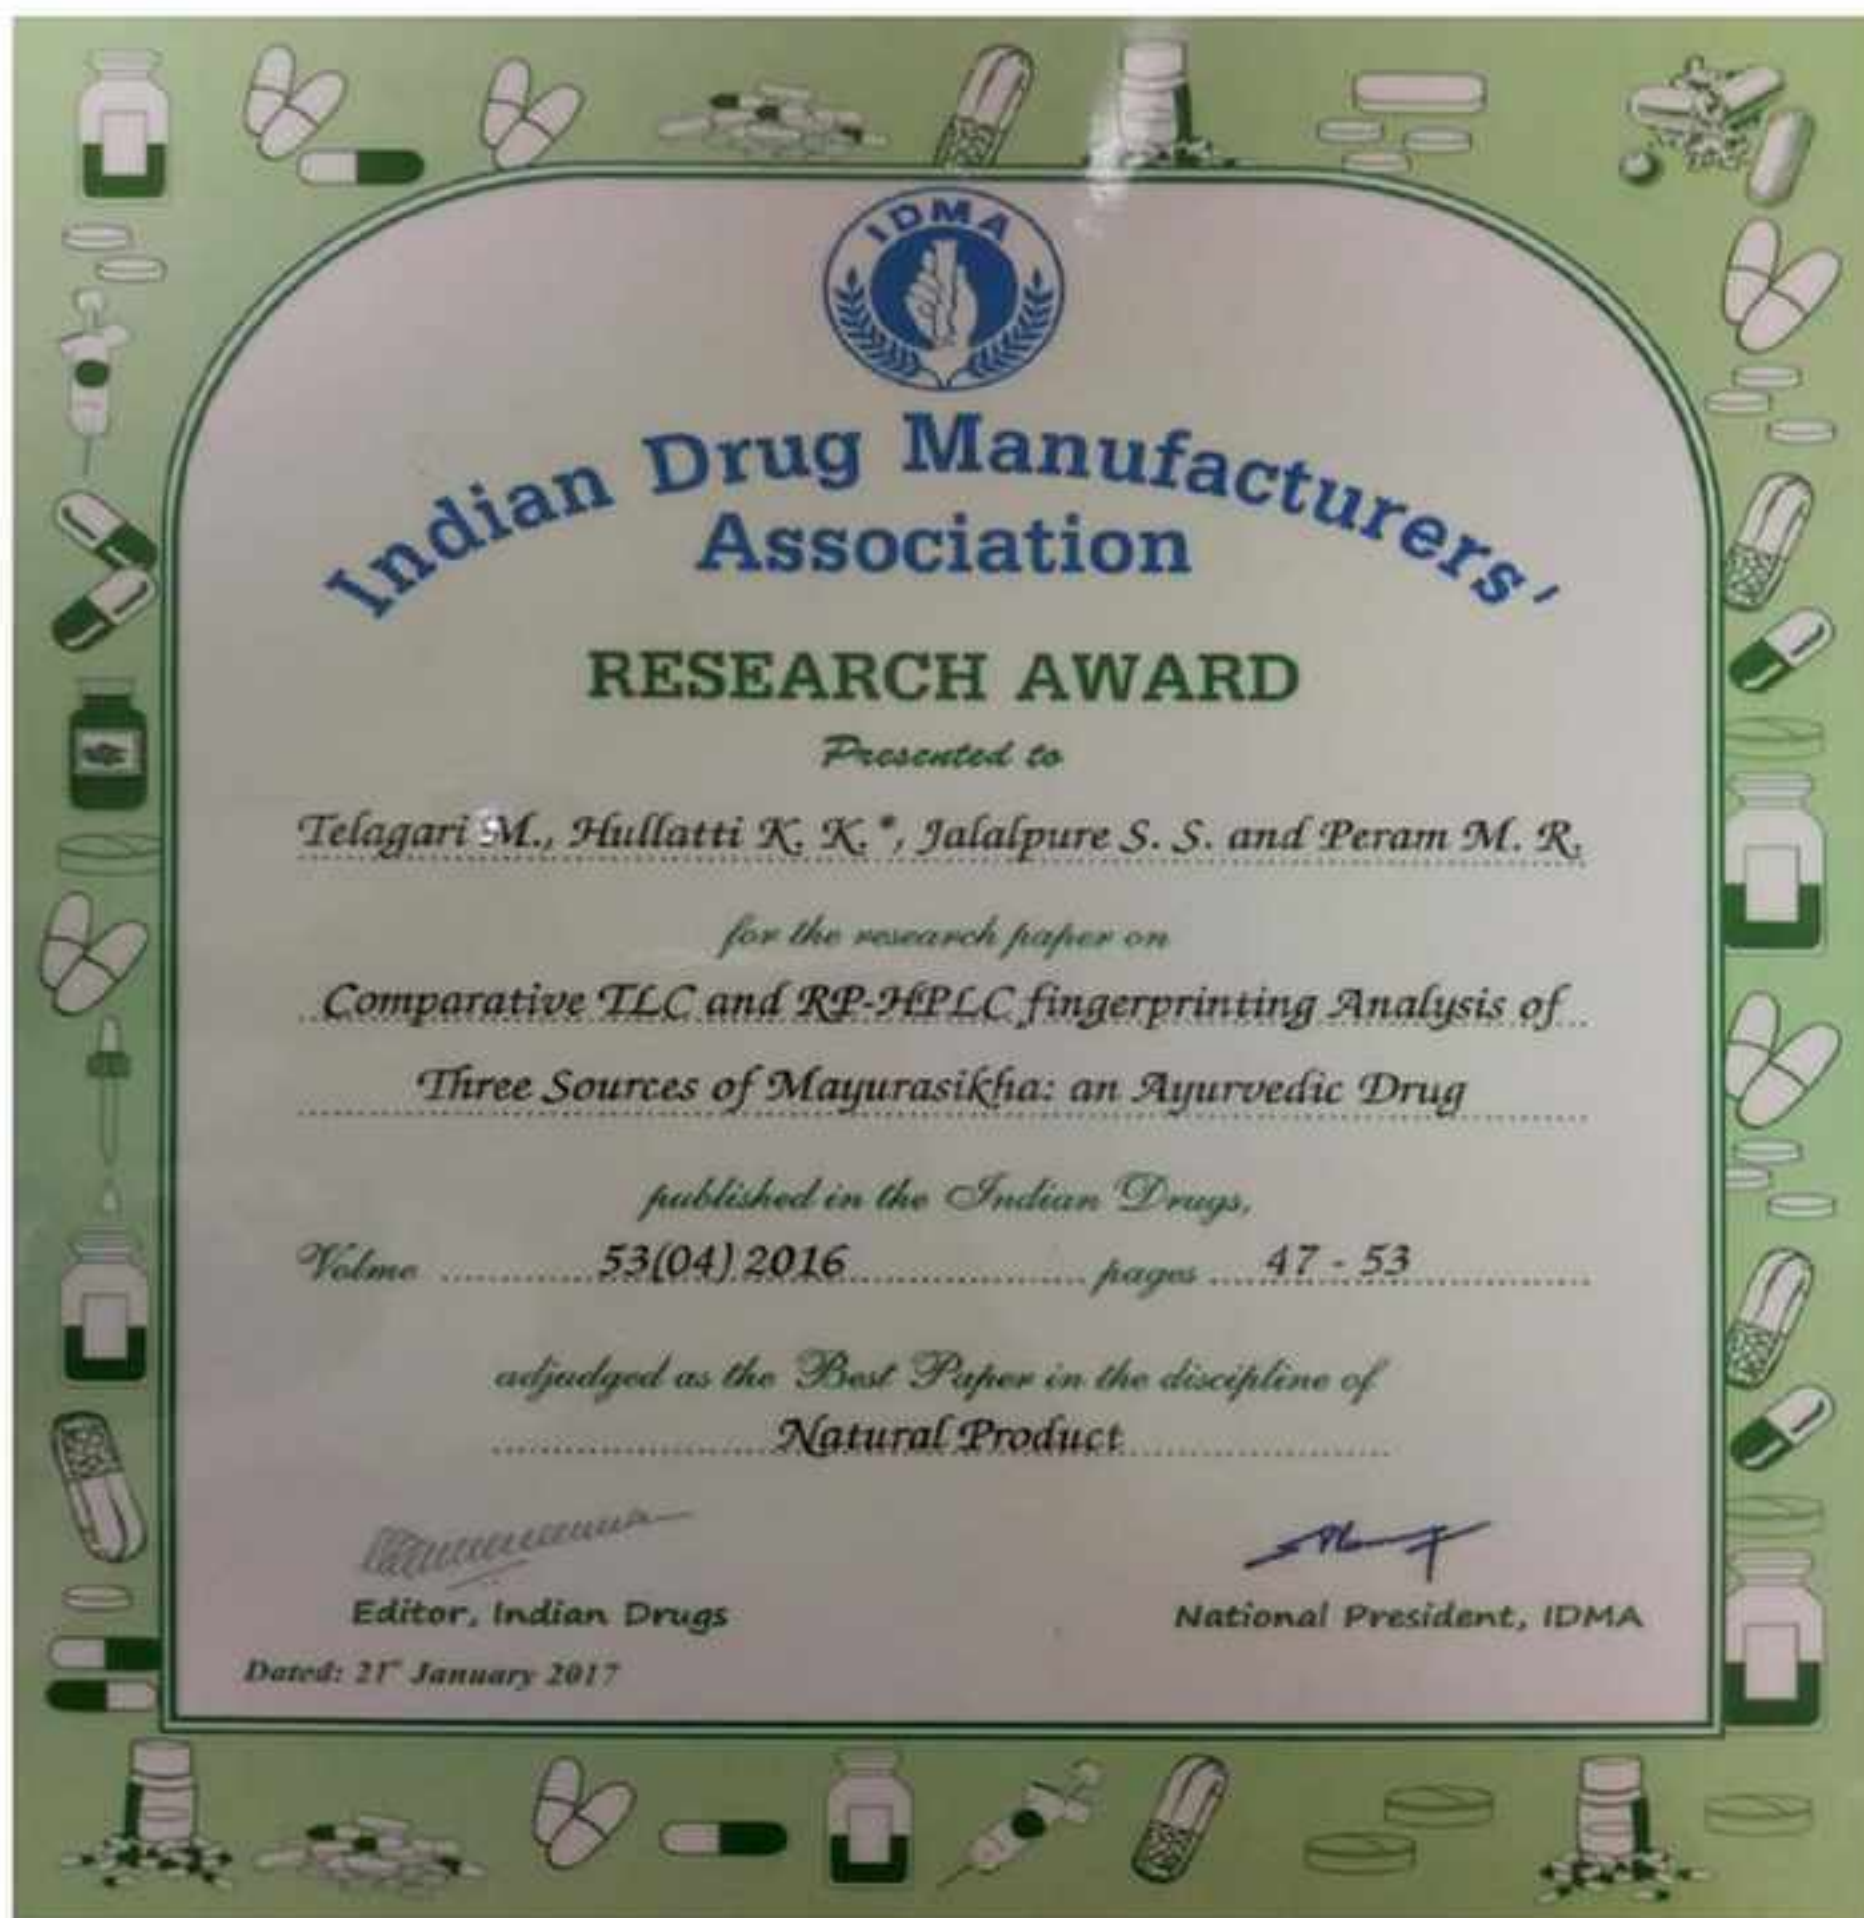 IDMA
Indian Drug Manufacturers'
Association
RESEARCH AWARD
Presented to
Telagari M., Hullatti K. K.*, Jalalpure S. S. and Peram M. R.
for the research paper on
Comparative TLC and RP-HPLC fingerprinting Analysis of
Three Sources of Mayurasikha: an Ayurvedic Drug
published in the Indian Drugs,
Volme 53(04) 2016 pages 47 - 53
adjudged as the Best Paper in the discipline of
Natural Product
Editor, Indian Drugs
National President, IDMA
Dated: 21st January 2017